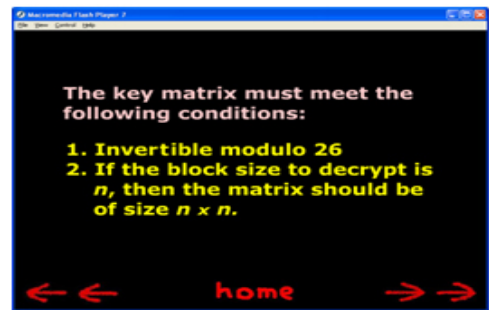 Macromedia Flash Player 7
File View Control Help
The key matrix must meet the
following conditions:
1. Invertible modulo 26
2. If the block size to decrypt is
n, then the matrix should be
of size n x n.
home